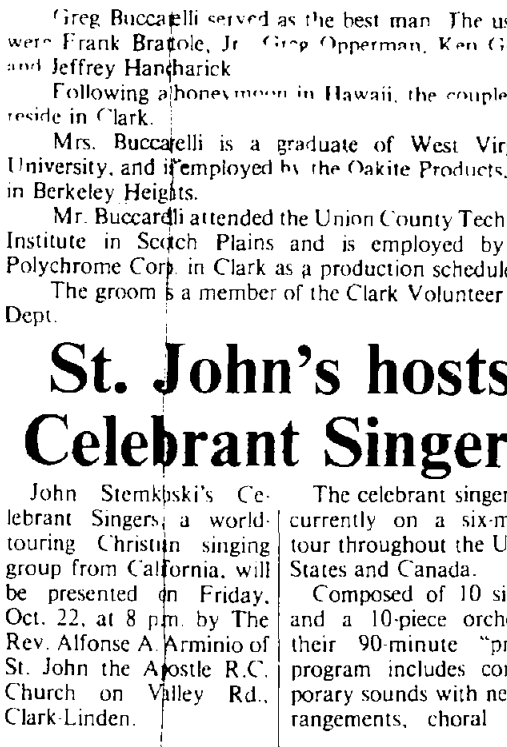 Greg Buccarelli served as the best man. The us
were Frank Brattole, Jr. Greg Opperman, Ken G
and Jeffrey Hancharick
Following a honeymoon in Hawaii, the couple
reside in Clark.
Mrs. Buccarelli is a graduate of West Vir
University, and is employed by the Oakite Products,
in Berkeley Heights.
Mr. Buccarelli attended the Union County Tech
Institute in Scotch Plains and is employed by
Polychrome Corp. in Clark as a production schedule
The groom is a member of the Clark Volunteer
Dept.
St. John's hosts
Celebrant Singer
John Stemkoski's Ce-
lebrant Singers, a world-
touring Christian singing
group from California, will
be presented on Friday,
Oct. 22, at 8 p.m. by The
Rev. Alfonse A. Arminio of
St. John the Apostle R.C.
Church on Valley Rd.,
Clark-Linden.
The celebrant singer
currently on a six-m
tour throughout the U
States and Canada.
Composed of 10 si
and a 10-piece orch
their 90-minute "pr
program includes con
porary sounds with ne
rangements, choral